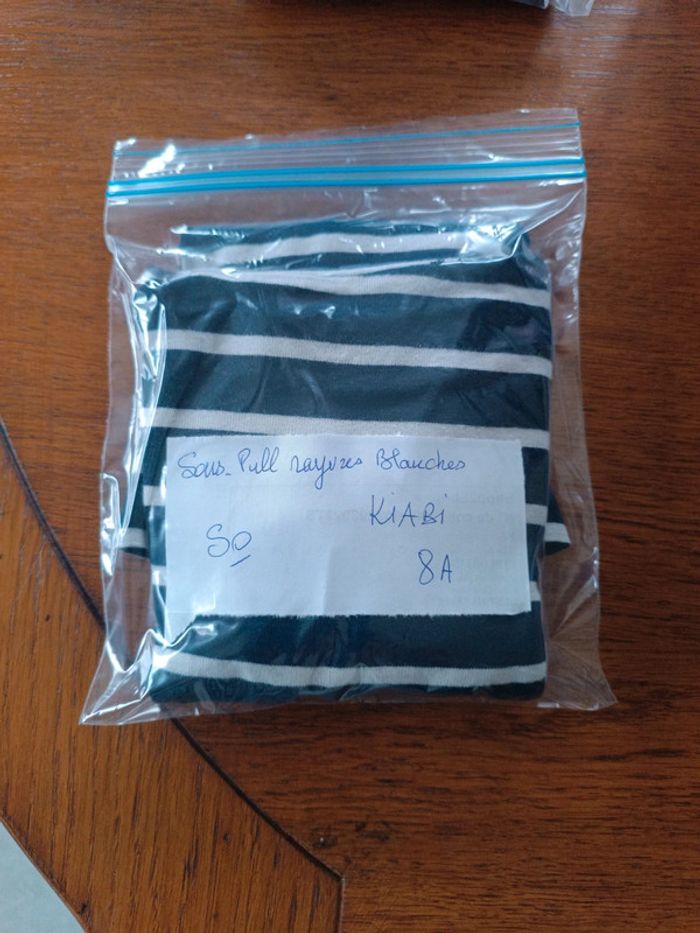 Sous-Pull rayures Blanches
KiABi
So
8A